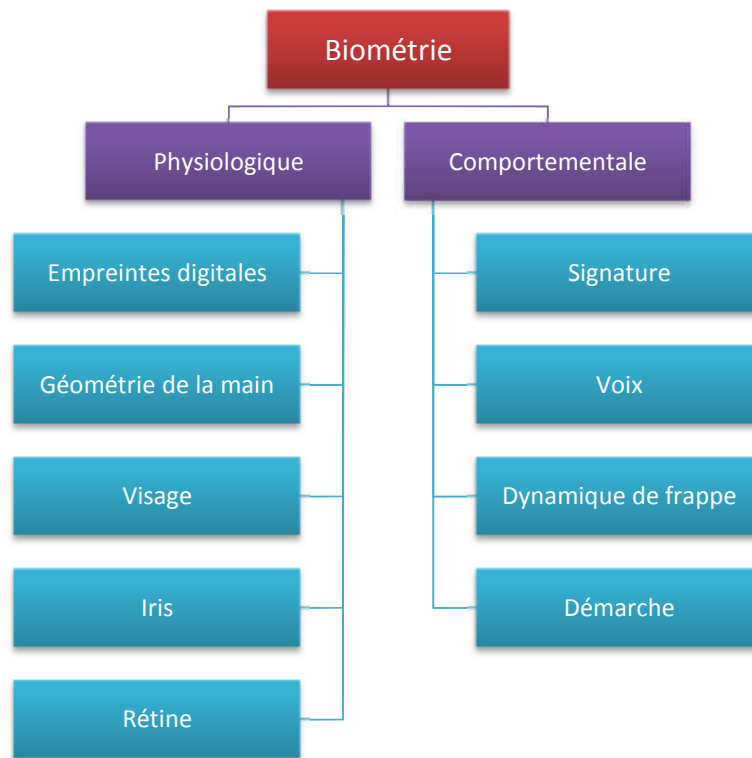 Biométrie
Physiologique
Comportementale
Empreintes digitales
Signature
Géométrie de la main
Voix
Visage
Dynamique de frappe
Iris
Démarche
Rétine